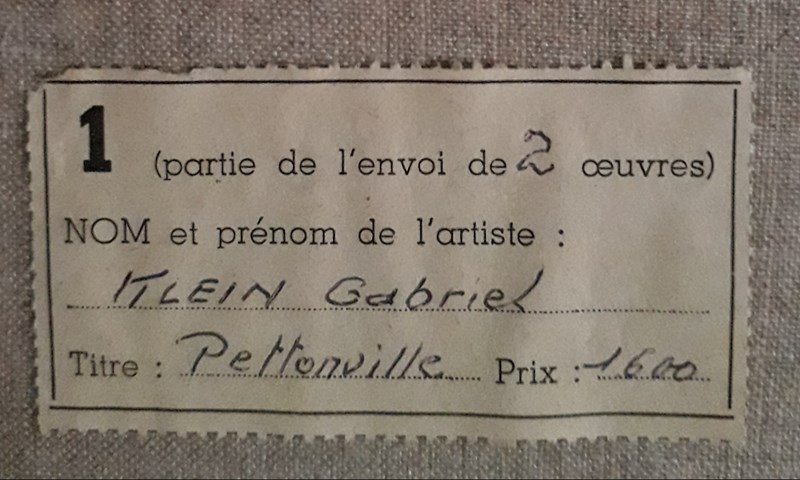 1 (partie de l'envoi de 2 œuvres)
NOM et prénom de l'artiste :
KLEIN Gabriel
Titre : Pettonville Prix : 1600